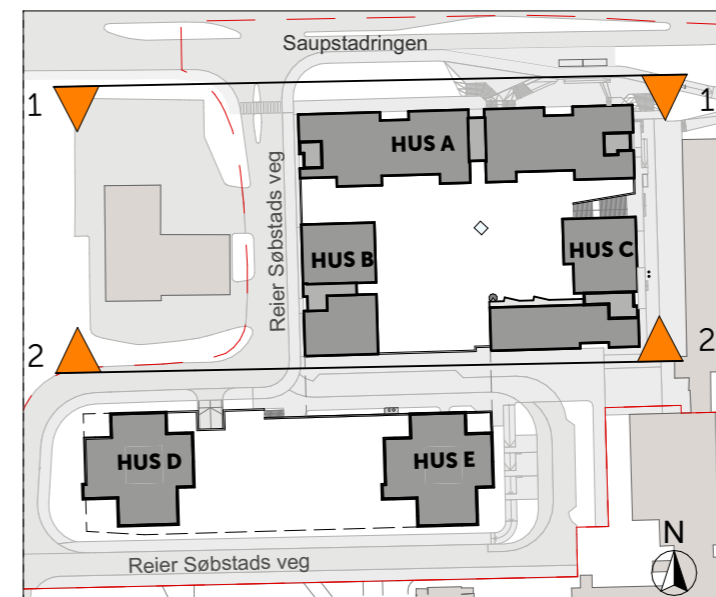 Saupstadringen
1
1
HUS A
Reier Søbstads veg
HUS B
HUS C
2
2
HUS D
HUS E
N
Reier Søbstads veg